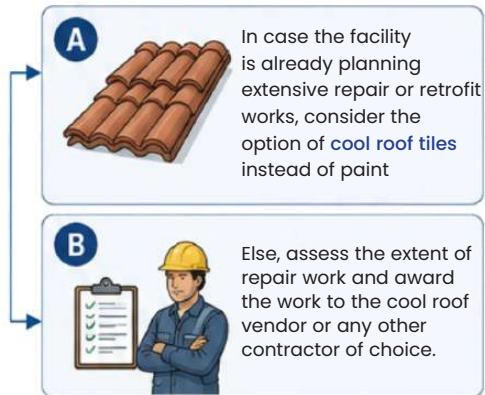 A
In case the facility
is already planning
extensive repair or retrofit
works, consider the
option of cool roof tiles
instead of paint
B
Else, assess the extent of
repair work and award
the work to the cool roof
vendor or any other
contractor of choice.